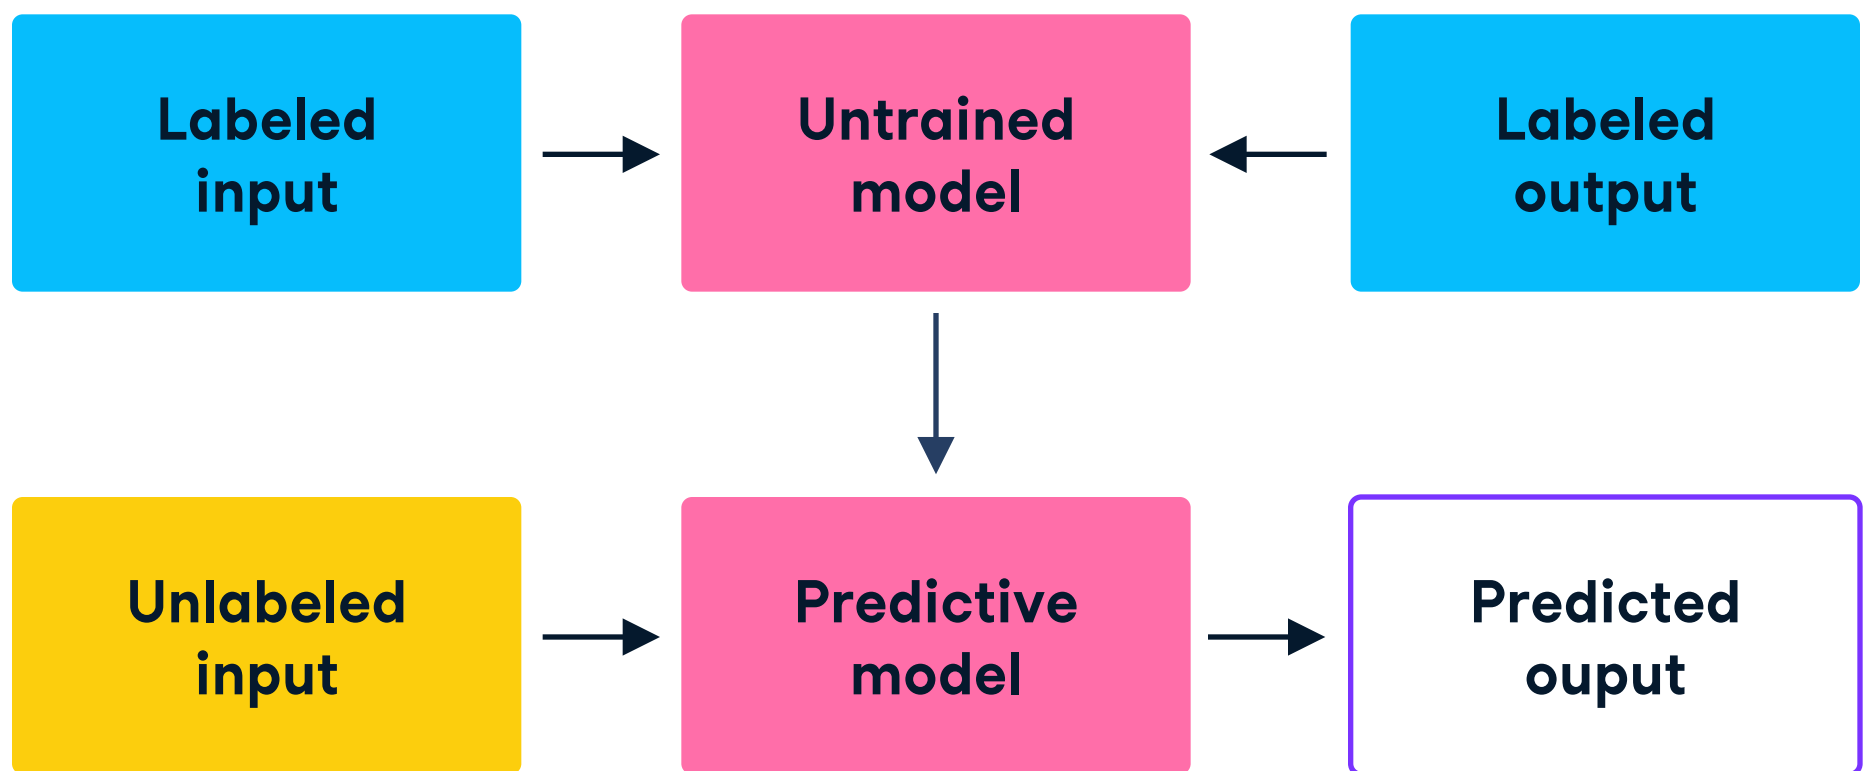 Labeled
input
Untrained
model
Labeled
output
Unlabeled
input
Predictive
model
Predicted
ouput